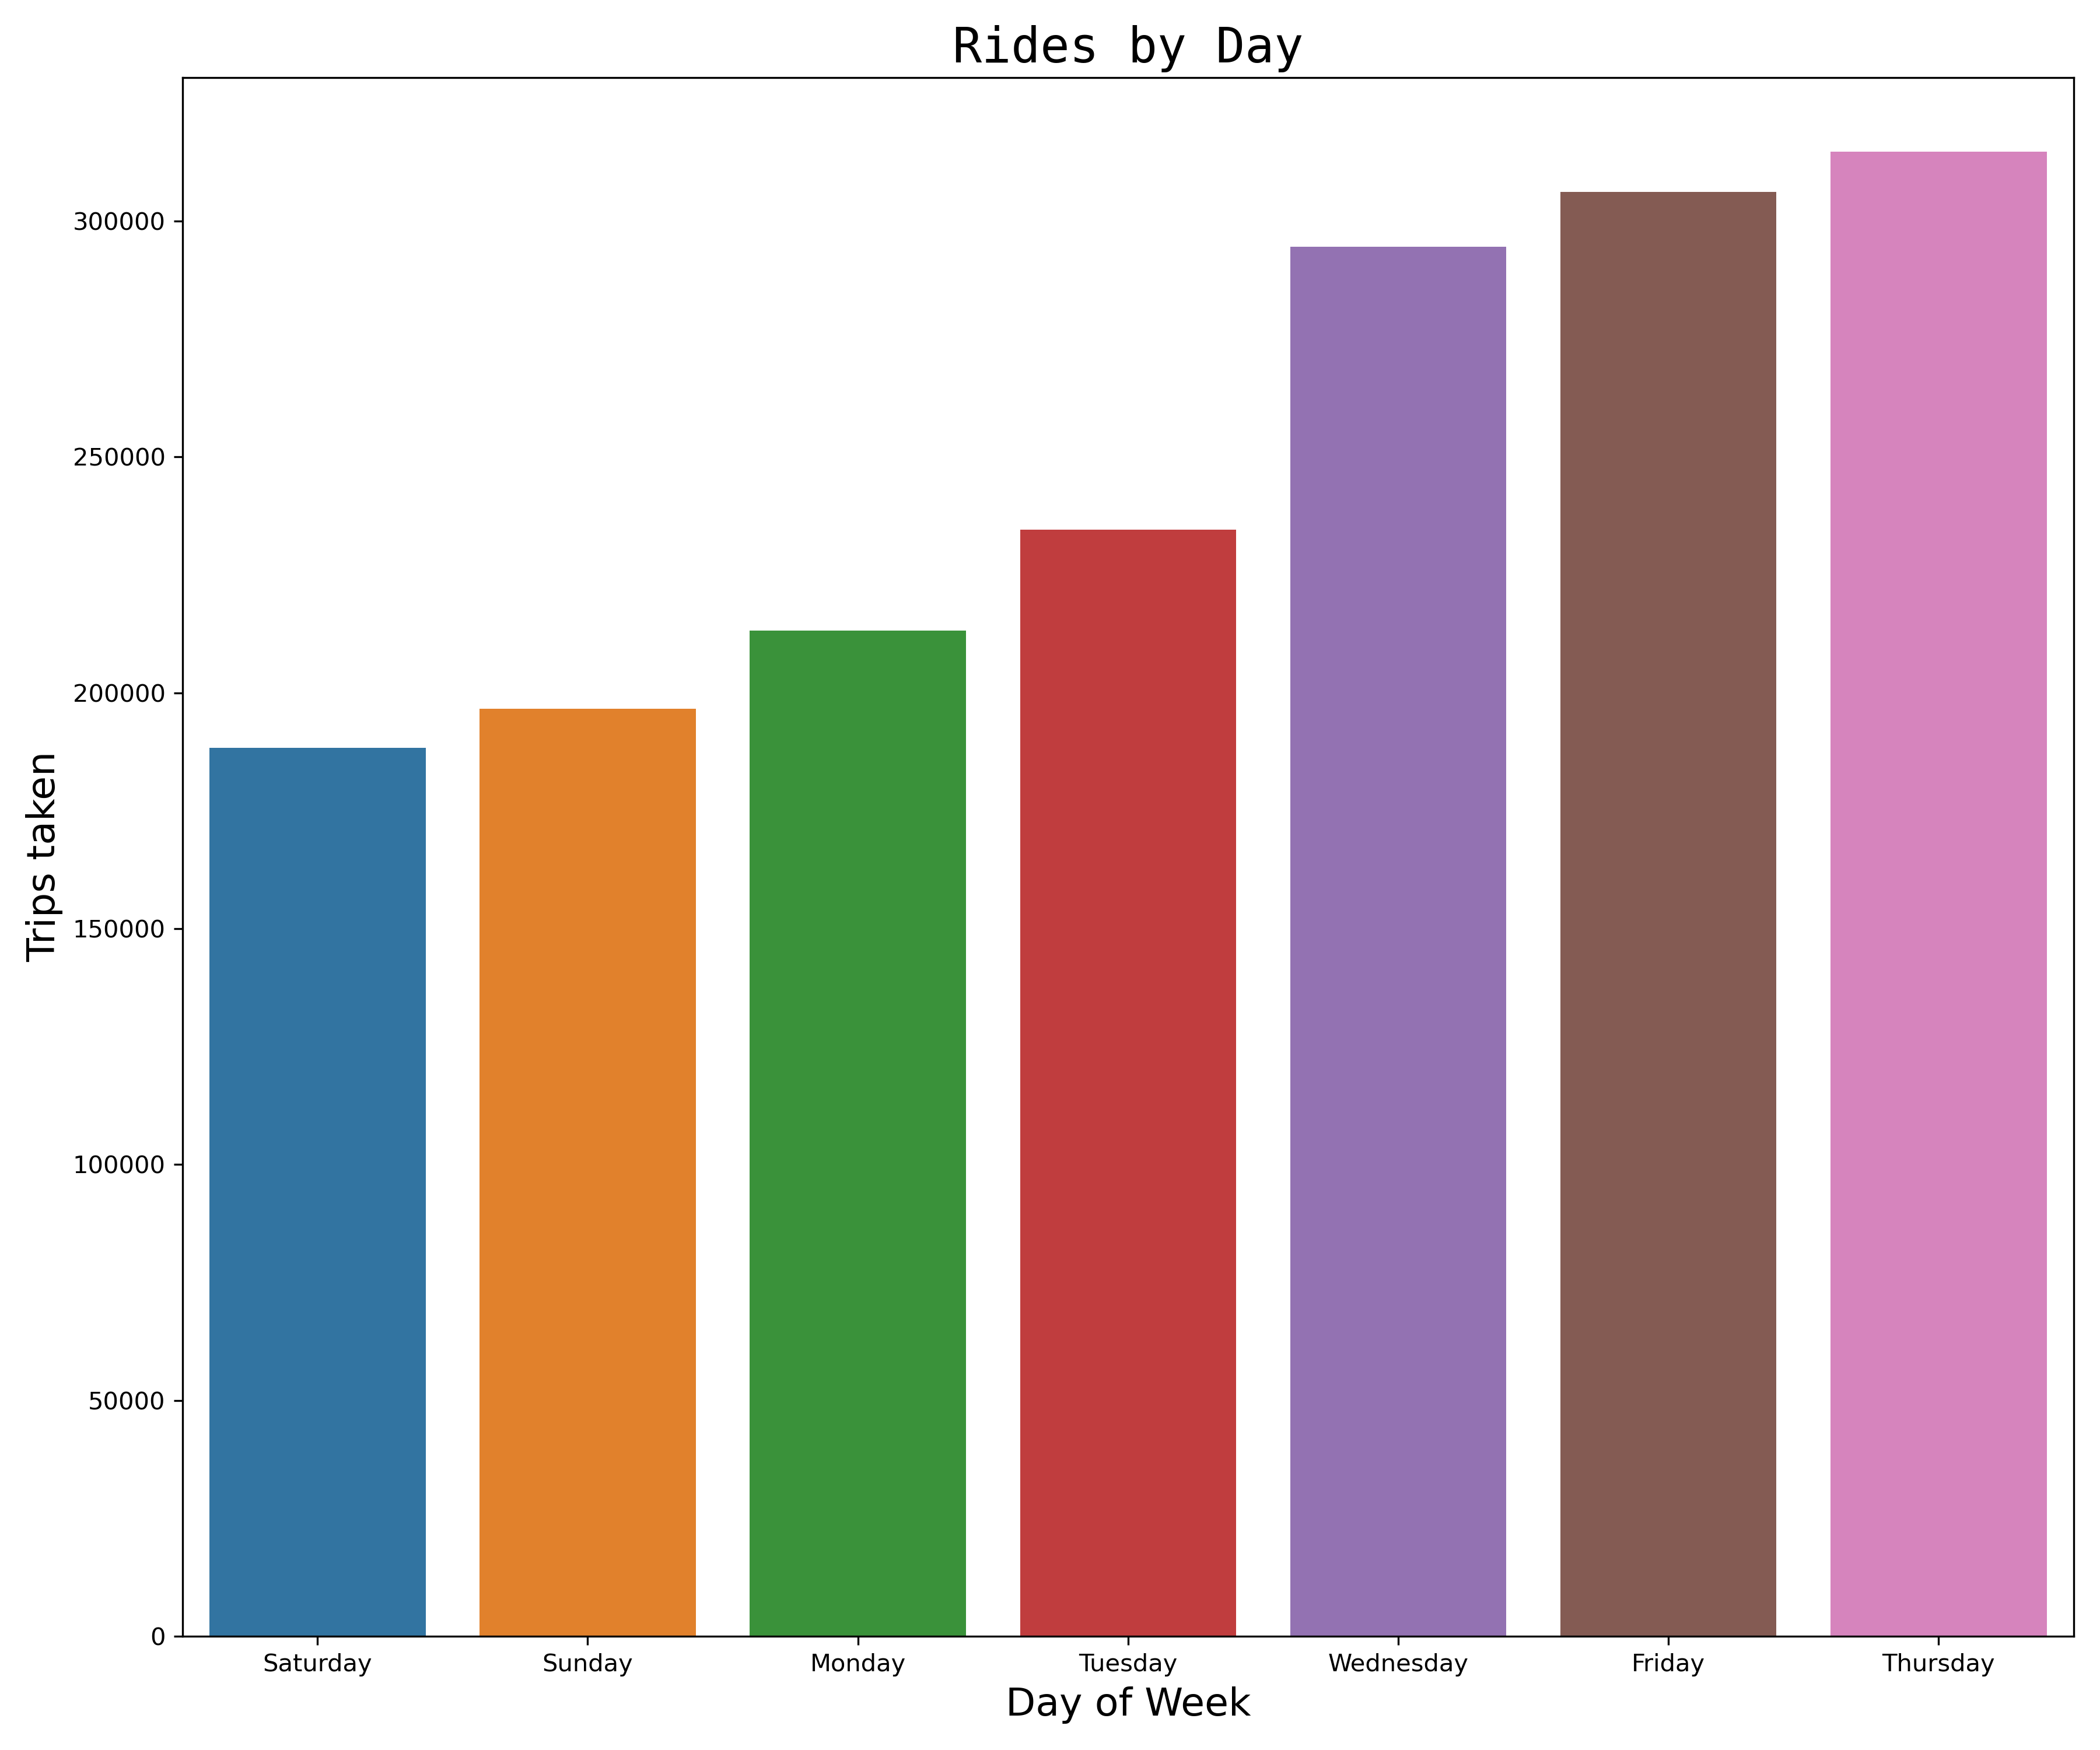 Rides by Day
Trips taken
300000
250000
200000
150000
100000
50000
0
Saturday Sunday Monday Tuesday Wednesday Friday Thursday
Day of Week